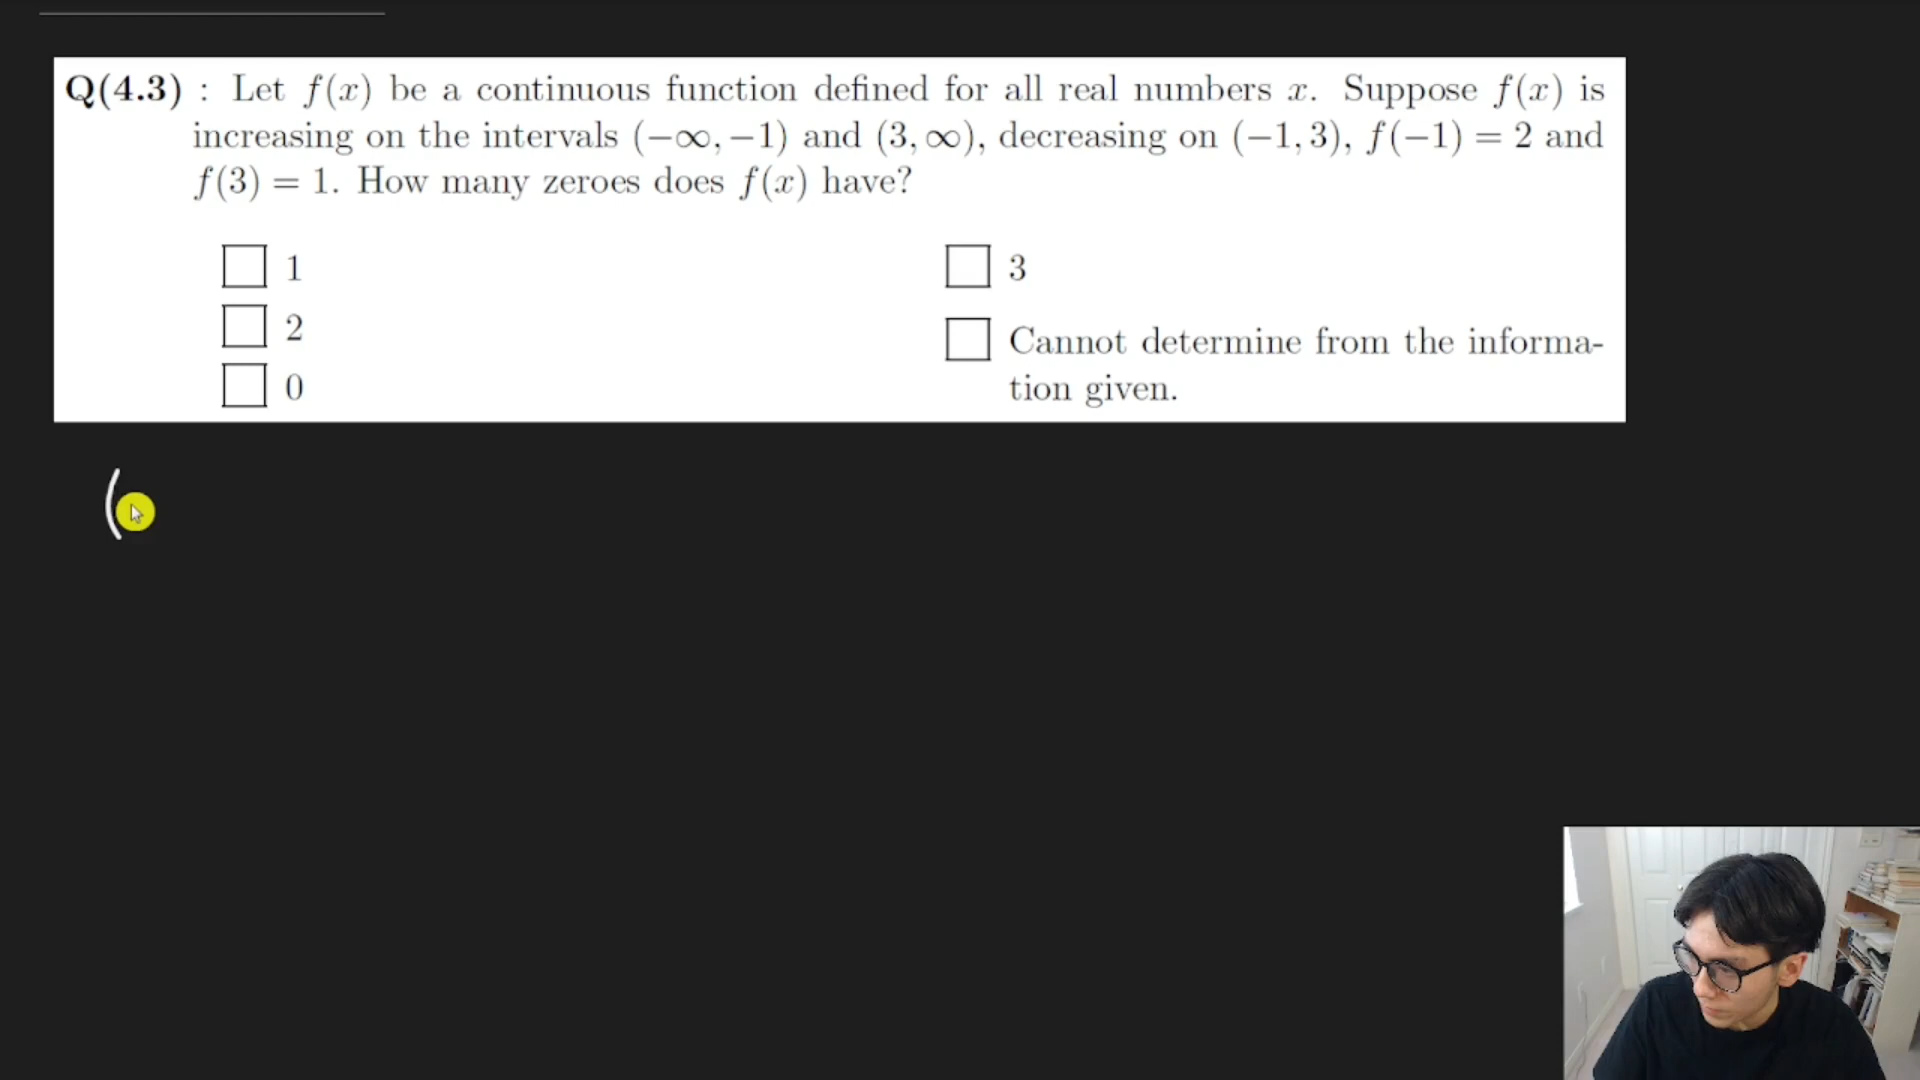 Q(4.3) : Let f(x) be a continuous function defined for all real numbers x. Suppose f(x) is
increasing on the intervals (−∞, −1) and (3, ∞), decreasing on (−1, 3), f(−1) = 2 and
f(3) = 1. How many zeroes does f(x) have?
1
2
0
3
Cannot determine from the informa-
tion given.
(